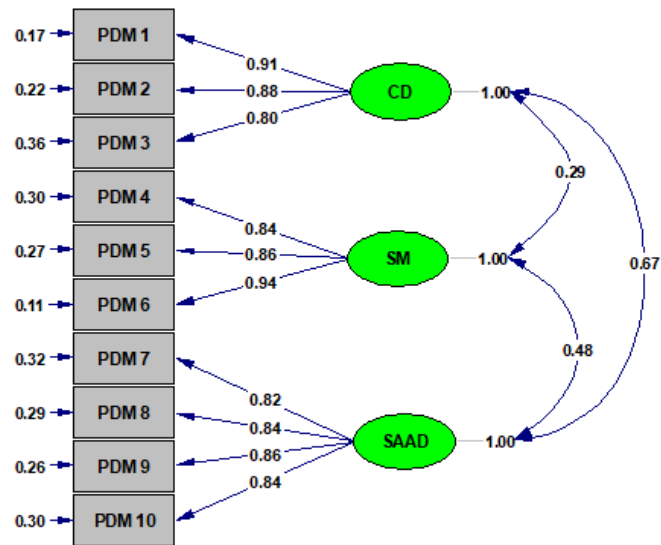 0.17 PDM 1
0.91
0.22 PDM 2 0.88 CD 1.00
0.80
0.36 PDM 3
0.29
0.30 PDM 4
0.84
0.27 PDM 5 0.86 SM 1.00 0.67
0.94
0.11 PDM 6
0.48
0.32 PDM 7
0.82
0.29 PDM 8 0.84 SAAD 1.00
0.26 PDM 9 0.86
0.84
0.30 PDM 10